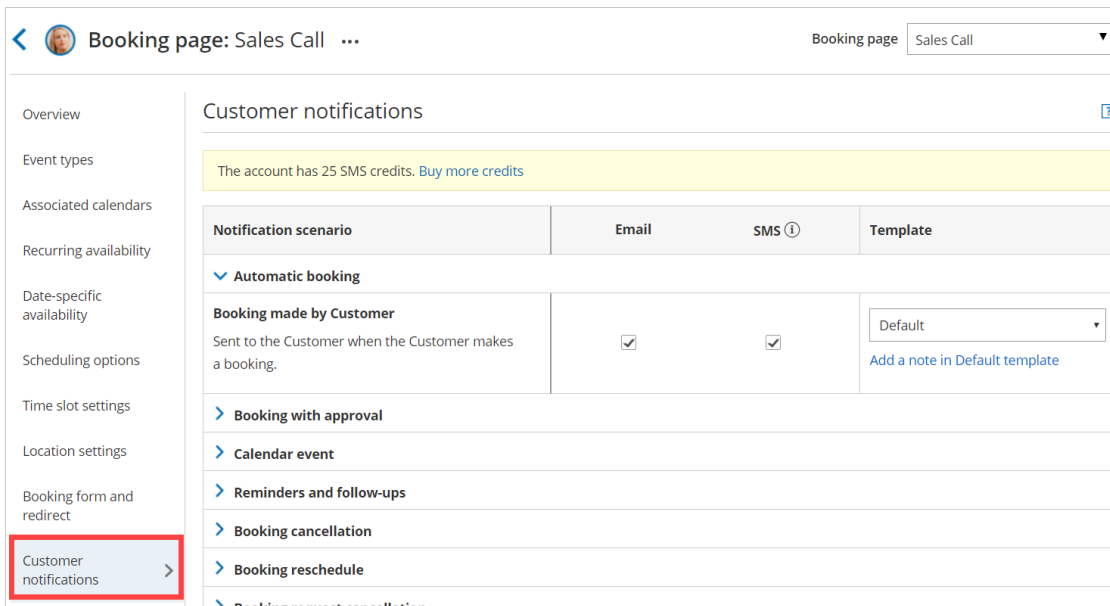 Booking page: Sales Call ...
Booking page Sales Call
Overview
Event types
Associated calendars
Recurring availability
Date-specific
availability
Scheduling options
Time slot settings
Location settings
Booking form and
redirect
Customer
notifications
Customer notifications
?
The account has 25 SMS credits. Buy more credits
Notification scenario Email SMS i Template
Automatic booking
Booking made by Customer
Sent to the Customer when the Customer makes
a booking.
Default
Add a note in Default template
Booking with approval
Calendar event
Reminders and follow-ups
Booking cancellation
Booking reschedule
Booking request cancellation